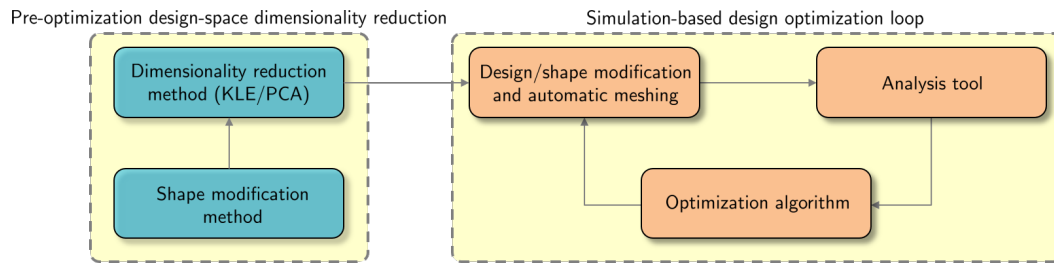 Pre-optimization design-space dimensionality reduction
Dimensionality reduction
method (KLE/PCA)
Shape modification
method
Simulation-based design optimization loop
Design/shape modification
and automatic meshing
Analysis tool
Optimization algorithm